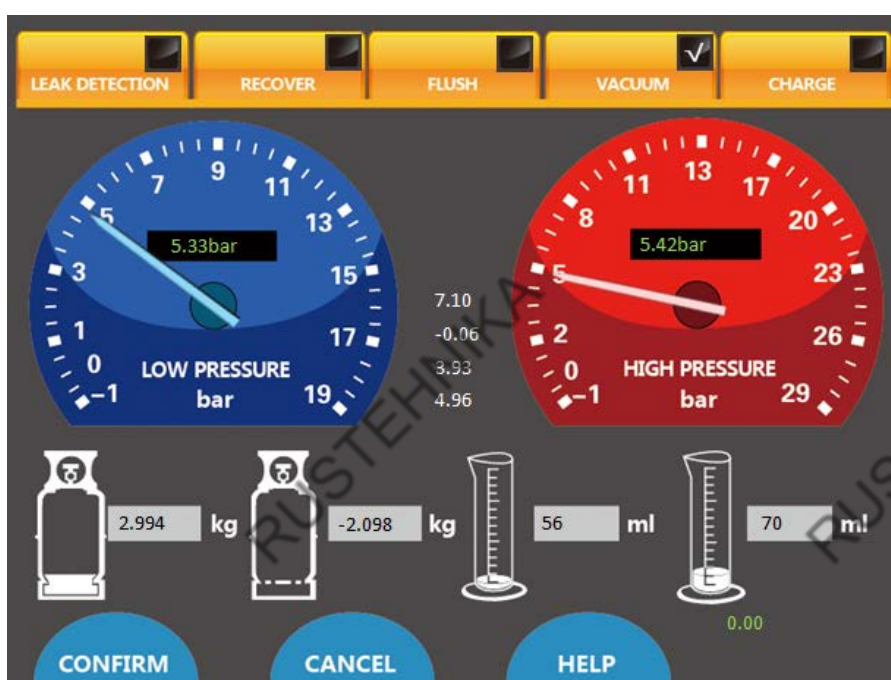 √
LEAK DETECTION RECOVER FLUSH VACUUM CHARGE
-1 0 1 3 5 7 9 11 13 15 17 19
5.33bar
LOW PRESSURE
bar
7.10
-0.06
3.93
4.96
-1 0 2 5 8 11 13 17 20 23 26 29
5.42bar
HIGH PRESSURE
bar
2.994 kg -2.098 kg 56 ml 70 ml
0.00
CONFIRM CANCEL HELP
RUSTEHNIKA
RUS